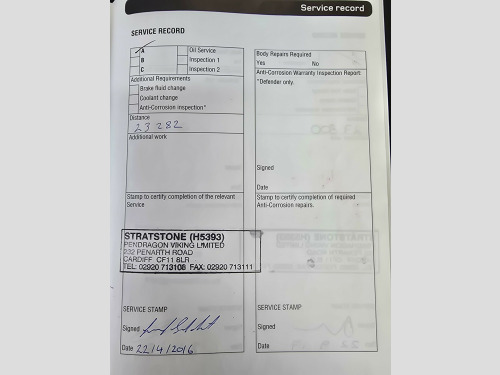 Service record
SERVICE RECORD
A Oil Service
B Inspection 1
C Inspection 2
Additional Requirements
Brake fluid change
Coolant change
Anti-Corrosion inspection*
Distance
23 282
Additional work
Stamp to certify completion of the relevant
Service
STRATSTONE (H5393)
PENDRAGON VIKING LIMITED
232 PENARTH ROAD
CARDIFF CF11 8LR
TEL: 02920 713108 FAX: 02920 713111
SERVICE STAMP
Signed
Date 22/4/2016
Body Repairs Required
Yes No
Anti-Corrosion Warranty Inspection Report
*Defender only.
Signed
Date
Stamp to certify completion of required
Anti-Corrosion repairs.
SERVICE STAMP
Signed
Date